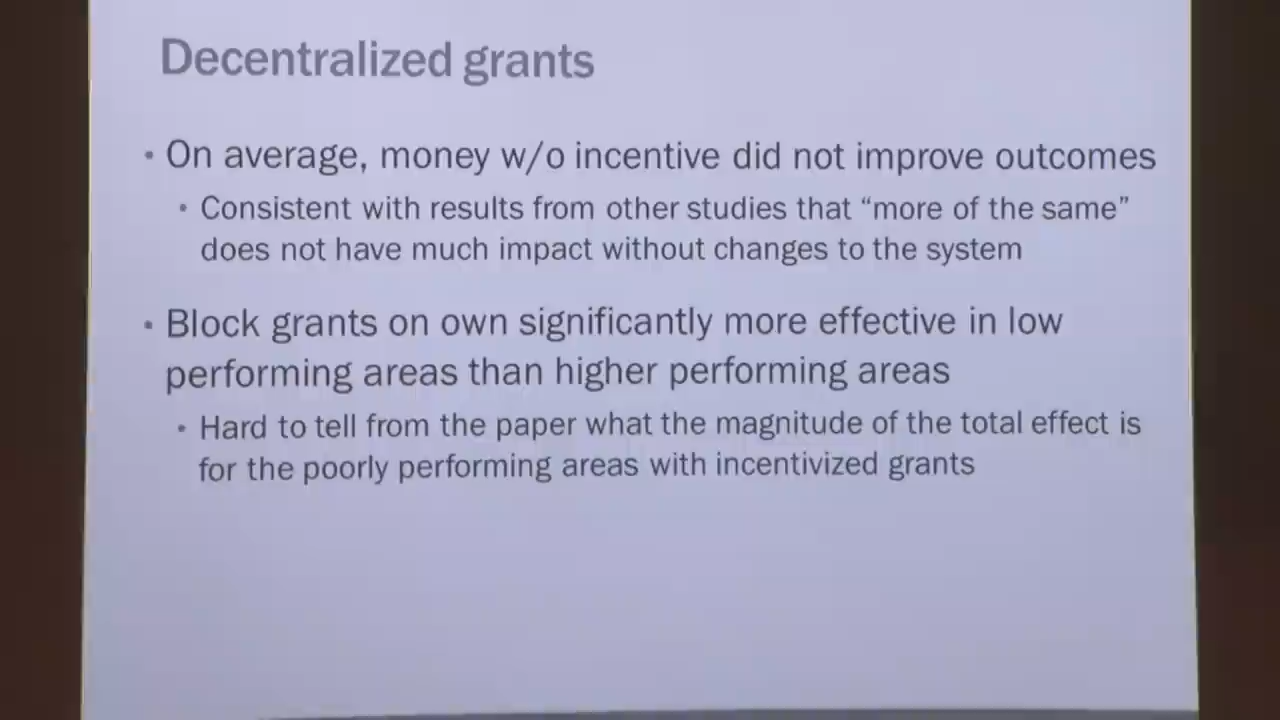 Decentralized grants
• On average, money w/o incentive did not improve outcomes
• Consistent with results from other studies that “more of the same”
does not have much impact without changes to the system
• Block grants on own significantly more effective in low
performing areas than higher performing areas
• Hard to tell from the paper what the magnitude of the total effect is
for the poorly performing areas with incentivized grants